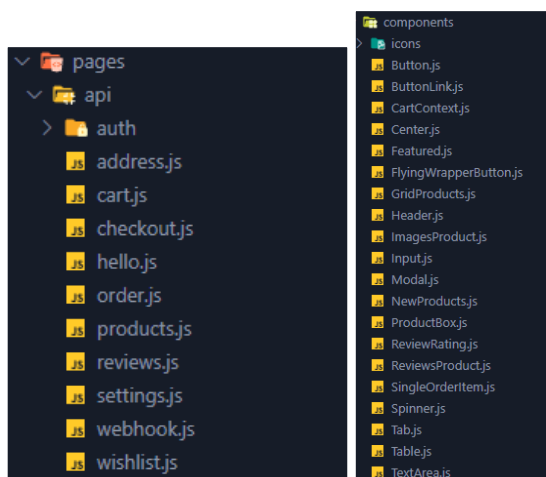 pages
api
auth
address.js
cart.js
checkout.js
hello.js
order.js
products.js
reviews.js
settings.js
webhook.js
wishlist.js
components
icons
Button.js
ButtonLink.js
CartContext.js
Center.js
Featured.js
FlyingWrapperButton.js
GridProducts.js
Header.js
ImagesProduct.js
Input.js
Modal.js
NewProducts.js
ProductBox.js
ReviewRating.js
ReviewsProduct.js
SingleOrderItem.js
Spinner.js
Tab.js
Table.js
TextArea.js